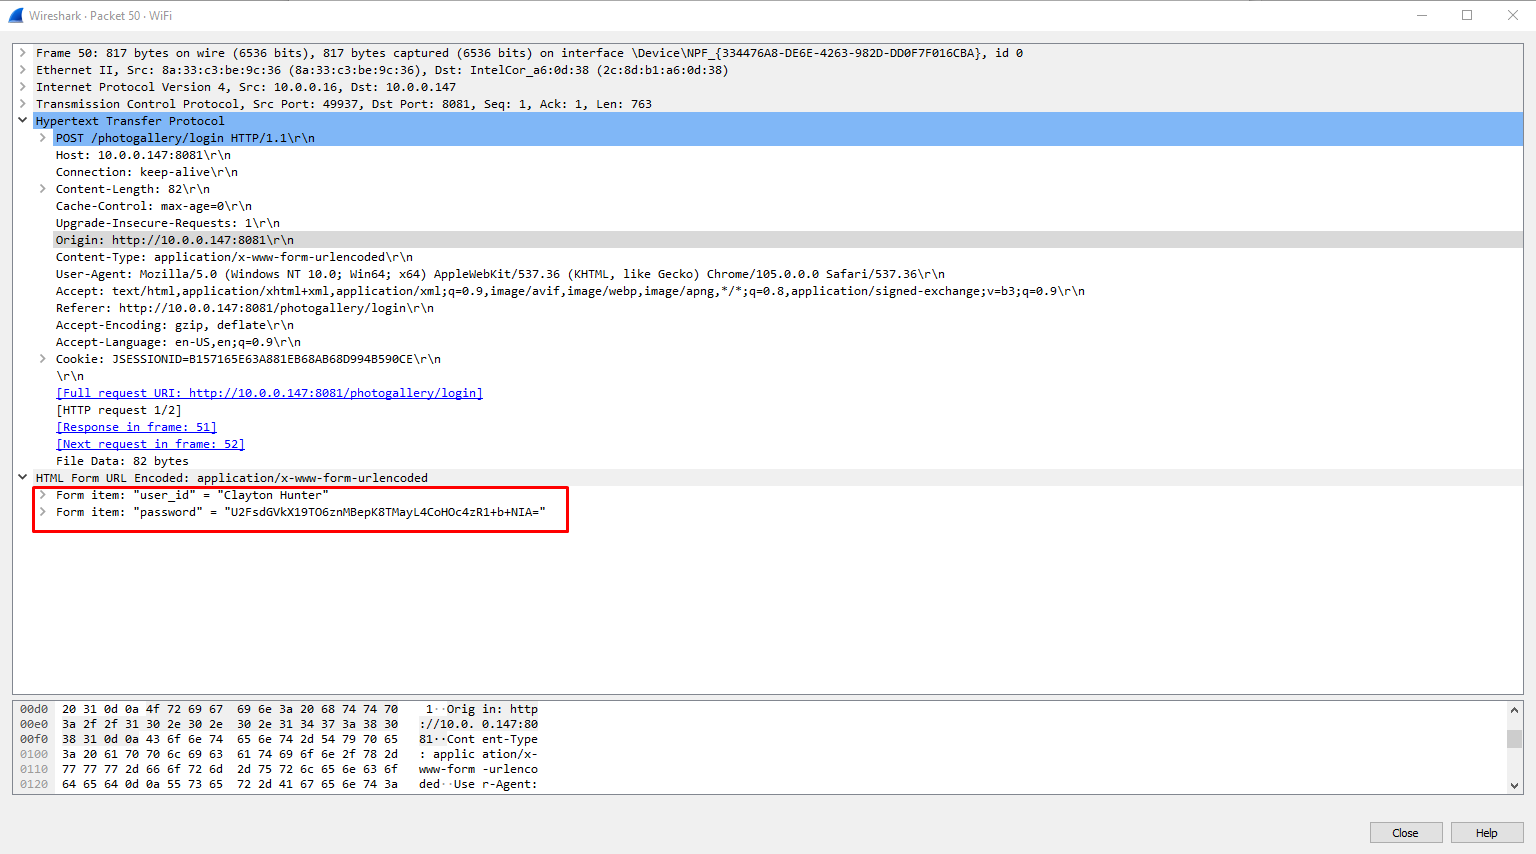 Wireshark · Packet 50 · WiFi
Frame 50: 817 bytes on wire (6536 bits), 817 bytes captured (6536 bits) on interface \Device\NPF_{334476A8-DE6E-4263-982D-DD0F7F016CBA}, id 0
Ethernet II, Src: 8a:33:c3:be:9c:36 (8a:33:c3:be:9c:36), Dst: IntelCor_a6:0d:38 (2c:8d:b1:a6:0d:38)
Internet Protocol Version 4, Src: 10.0.0.16, Dst: 10.0.0.147
Transmission Control Protocol, Src Port: 49937, Dst Port: 8081, Seq: 1, Ack: 1, Len: 763
Hypertext Transfer Protocol
POST /photogallery/login HTTP/1.1\r\n
Host: 10.0.0.147:8081\r\n
Connection: keep-alive\r\n
Content-Length: 82\r\n
Cache-Control: max-age=0\r\n
Upgrade-Insecure-Requests: 1\r\n
Origin: http://10.0.0.147:8081\r\n
Content-Type: application/x-www-form-urlencoded\r\n
User-Agent: Mozilla/5.0 (Windows NT 10.0; Win64; x64) AppleWebKit/537.36 (KHTML, like Gecko) Chrome/105.0.0.0 Safari/537.36\r\n
Accept: text/html,application/xhtml+xml,application/xml;q=0.9,image/avif,image/webp,image/apng,*/*;q=0.8,application/signed-exchange;v=b3;q=0.9\r\n
Referer: http://10.0.0.147:8081/photogallery/login\r\n
Accept-Encoding: gzip, deflate\r\n
Accept-Language: en-US,en;q=0.9\r\n
Cookie: JSESSIONID=B157165E63A881EB68AB68D994B590CE\r\n
\r\n
[Full request URI: http://10.0.0.147:8081/photogallery/login]
[HTTP request 1/2]
[Response in frame: 51]
[Next request in frame: 52]
File Data: 82 bytes
HTML Form URL Encoded: application/x-www-form-urlencoded
Form item: "user_id" = "Clayton Hunter"
Form item: "password" = "U2FsdGVkX19TO6znMBepK8TMayL4CoHOc4zR1+b+NIA="
00d0 20 31 0d 0a 4f 72 69 67 69 6e 3a 20 68 74 74 70 1··Orig in: http
00e0 3a 2f 2f 31 30 2e 30 2e 30 2e 31 34 37 3a 38 30 ://10.0. 0.147:80
00f0 38 31 0d 0a 43 6f 6e 74 65 6e 74 2d 54 79 70 65 81··Cont ent-Type
0100 3a 20 61 70 70 6c 69 63 61 74 69 6f 6e 2f 78 2d : applic ation/x-
0110 77 77 77 2d 66 6f 72 6d 2d 75 72 6c 65 6e 63 6f www-form -urlenco
0120 64 65 64 0d 0a 55 73 65 72 2d 41 67 65 6e 74 3a ded··Use r-Agent:
Close Help